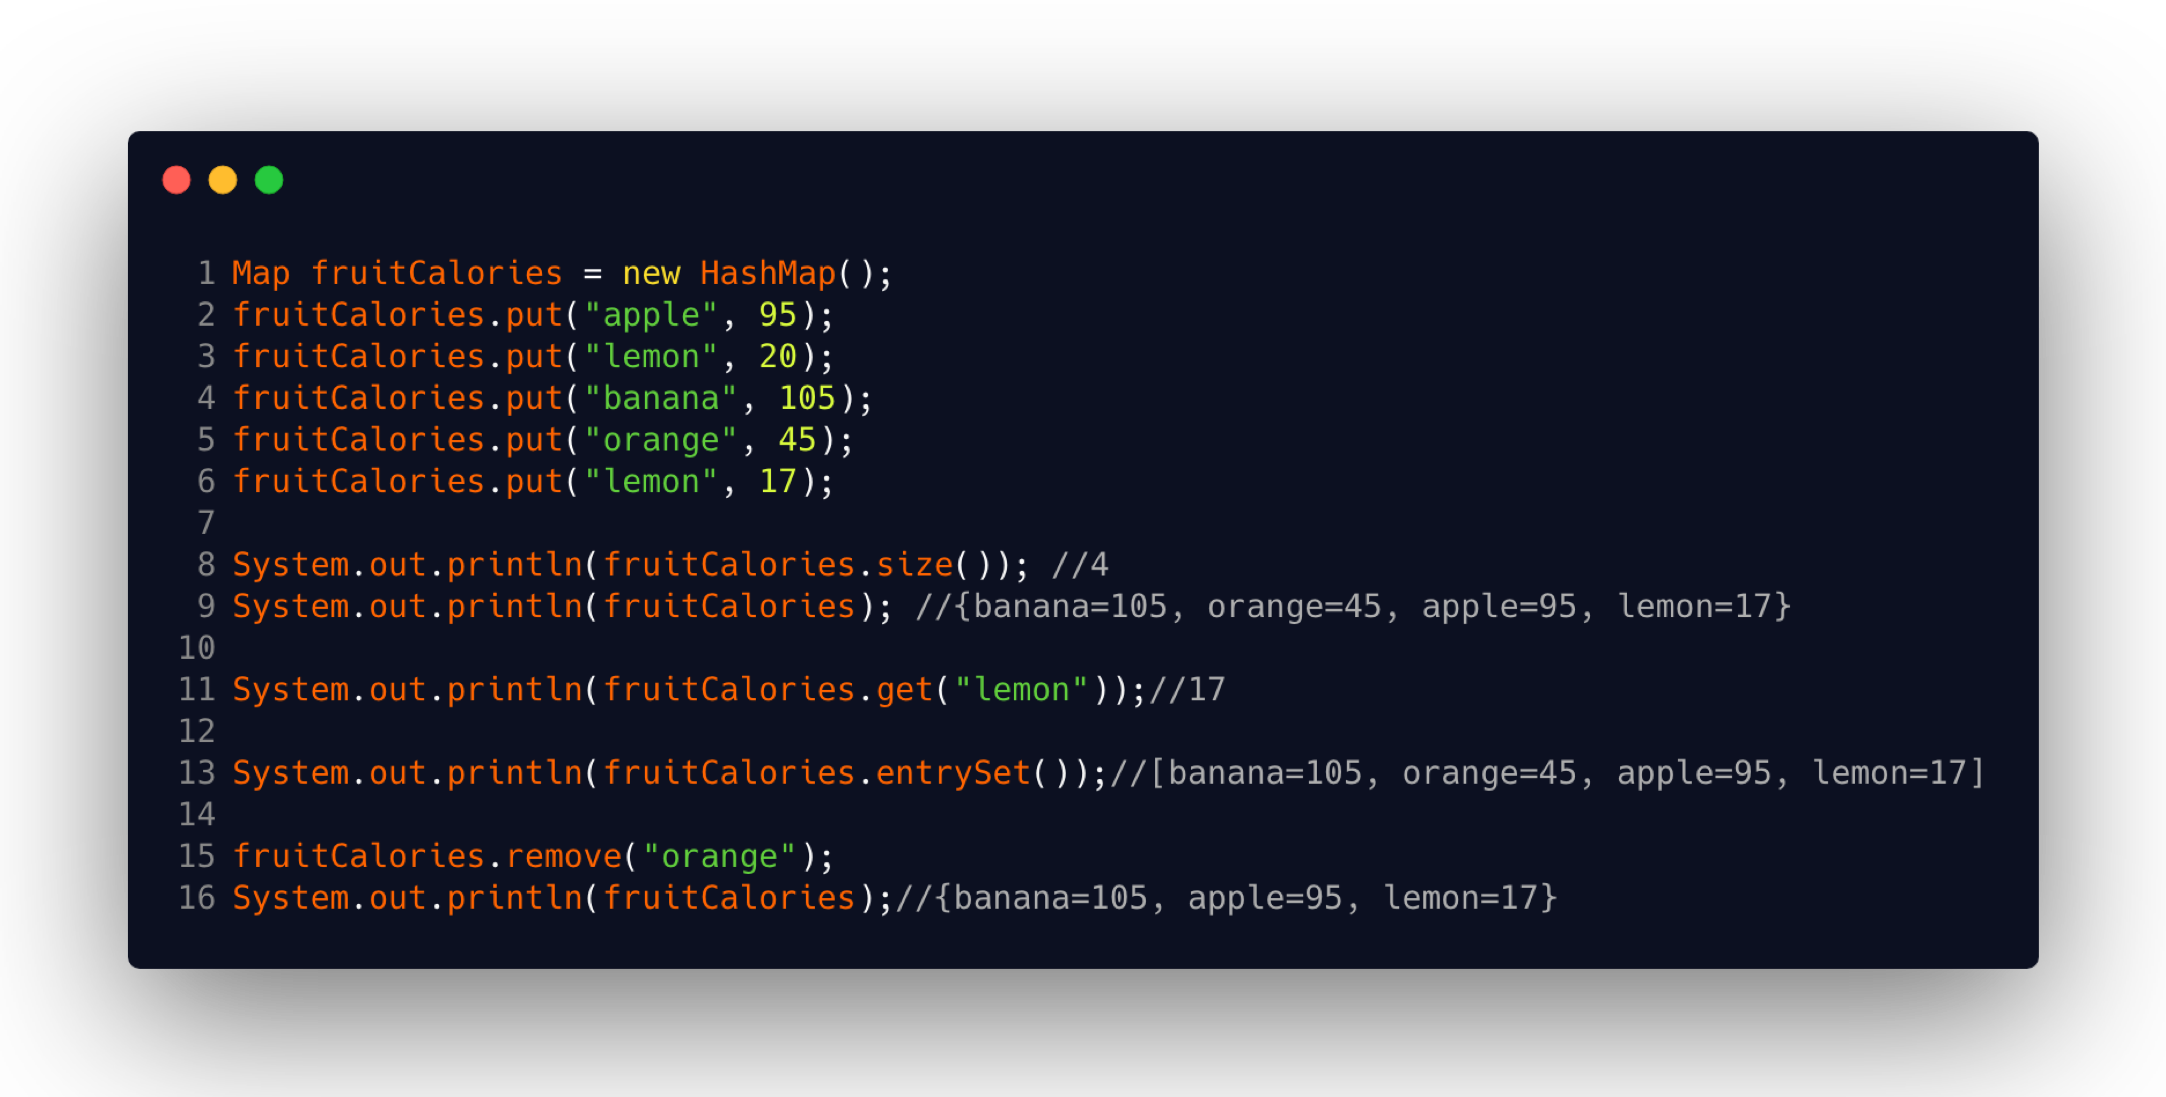 1 Map fruitCalories = new HashMap();
2 fruitCalories.put("apple", 95);
3 fruitCalories.put("lemon", 20);
4 fruitCalories.put("banana", 105);
5 fruitCalories.put("orange", 45);
6 fruitCalories.put("lemon", 17);
7
8 System.out.println(fruitCalories.size()); //4
9 System.out.println(fruitCalories); //{banana=105, orange=45, apple=95, lemon=17}
10
11 System.out.println(fruitCalories.get("lemon"));//17
12
13 System.out.println(fruitCalories.entrySet());//[banana=105, orange=45, apple=95, lemon=17]
14
15 fruitCalories.remove("orange");
16 System.out.println(fruitCalories);//{banana=105, apple=95, lemon=17}